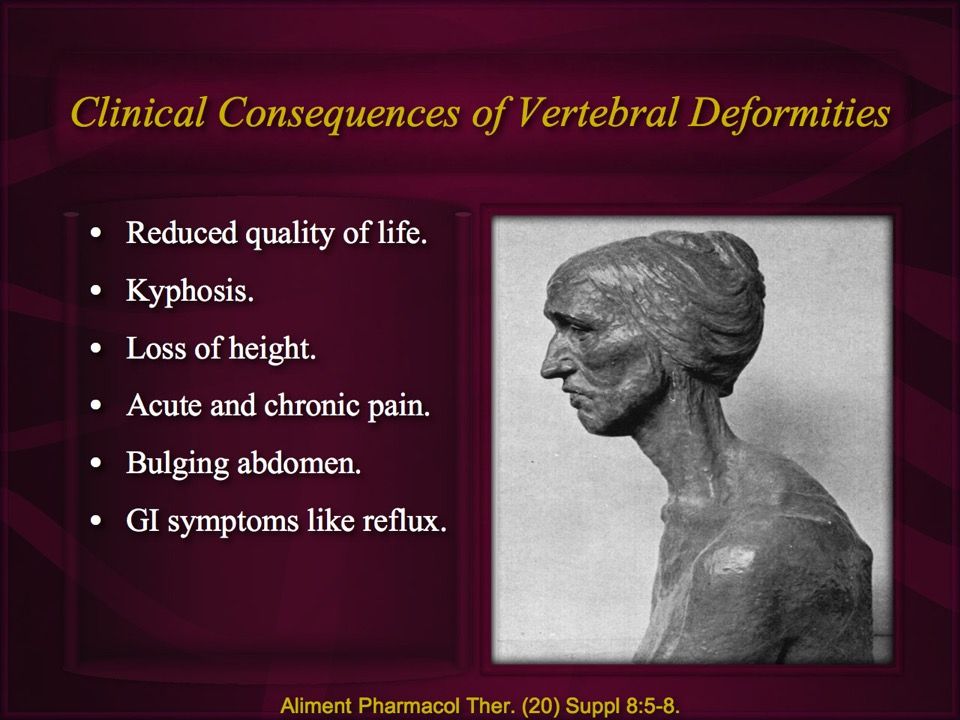 Clinical Consequences of Vertebral Deformities
• Reduced quality of life.
• Kyphosis.
• Loss of height.
• Acute and chronic pain.
• Bulging abdomen.
• GI symptoms like reflux.
Aliment Pharmacol Ther. (20) Suppl 8:5-8.